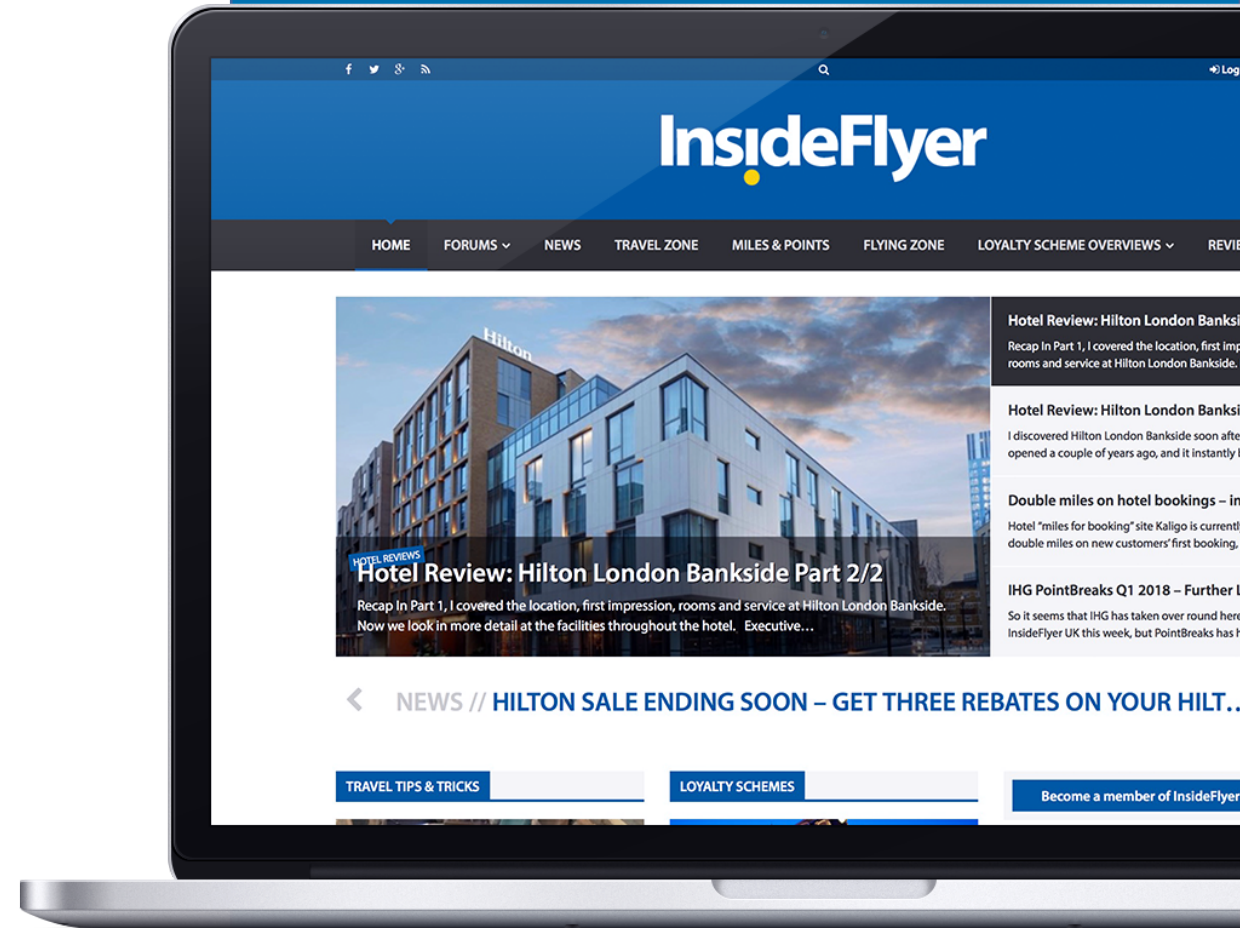 Log
InsideFlyer
HOME FORUMS NEWS TRAVEL ZONE MILES & POINTS FLYING ZONE LOYALTY SCHEME OVERVIEWS REVIE
Hilton
HOTEL REVIEWS
Hotel Review: Hilton London Bankside Part 2/2
Recap In Part 1, I covered the location, first impression, rooms and service at Hilton London Bankside.
Now we look in more detail at the facilities throughout the hotel. Executive…
Hotel Review: Hilton London Banksi
Recap In Part 1, I covered the location, first imp
rooms and service at Hilton London Bankside.
Hotel Review: Hilton London Banksi
I discovered Hilton London Bankside soon afte
opened a couple of years ago, and it instantly b
Double miles on hotel bookings – in
Hotel "miles for booking" site Kaligo is currentl
double miles on new customers' first booking,
IHG PointBreaks Q1 2018 – Further L
So it seems that IHG has taken over round here
InsideFlyer UK this week, but PointBreaks has h
NEWS // HILTON SALE ENDING SOON – GET THREE REBATES ON YOUR HILT…
TRAVEL TIPS & TRICKS
LOYALTY SCHEMES
Become a member of InsideFlyer